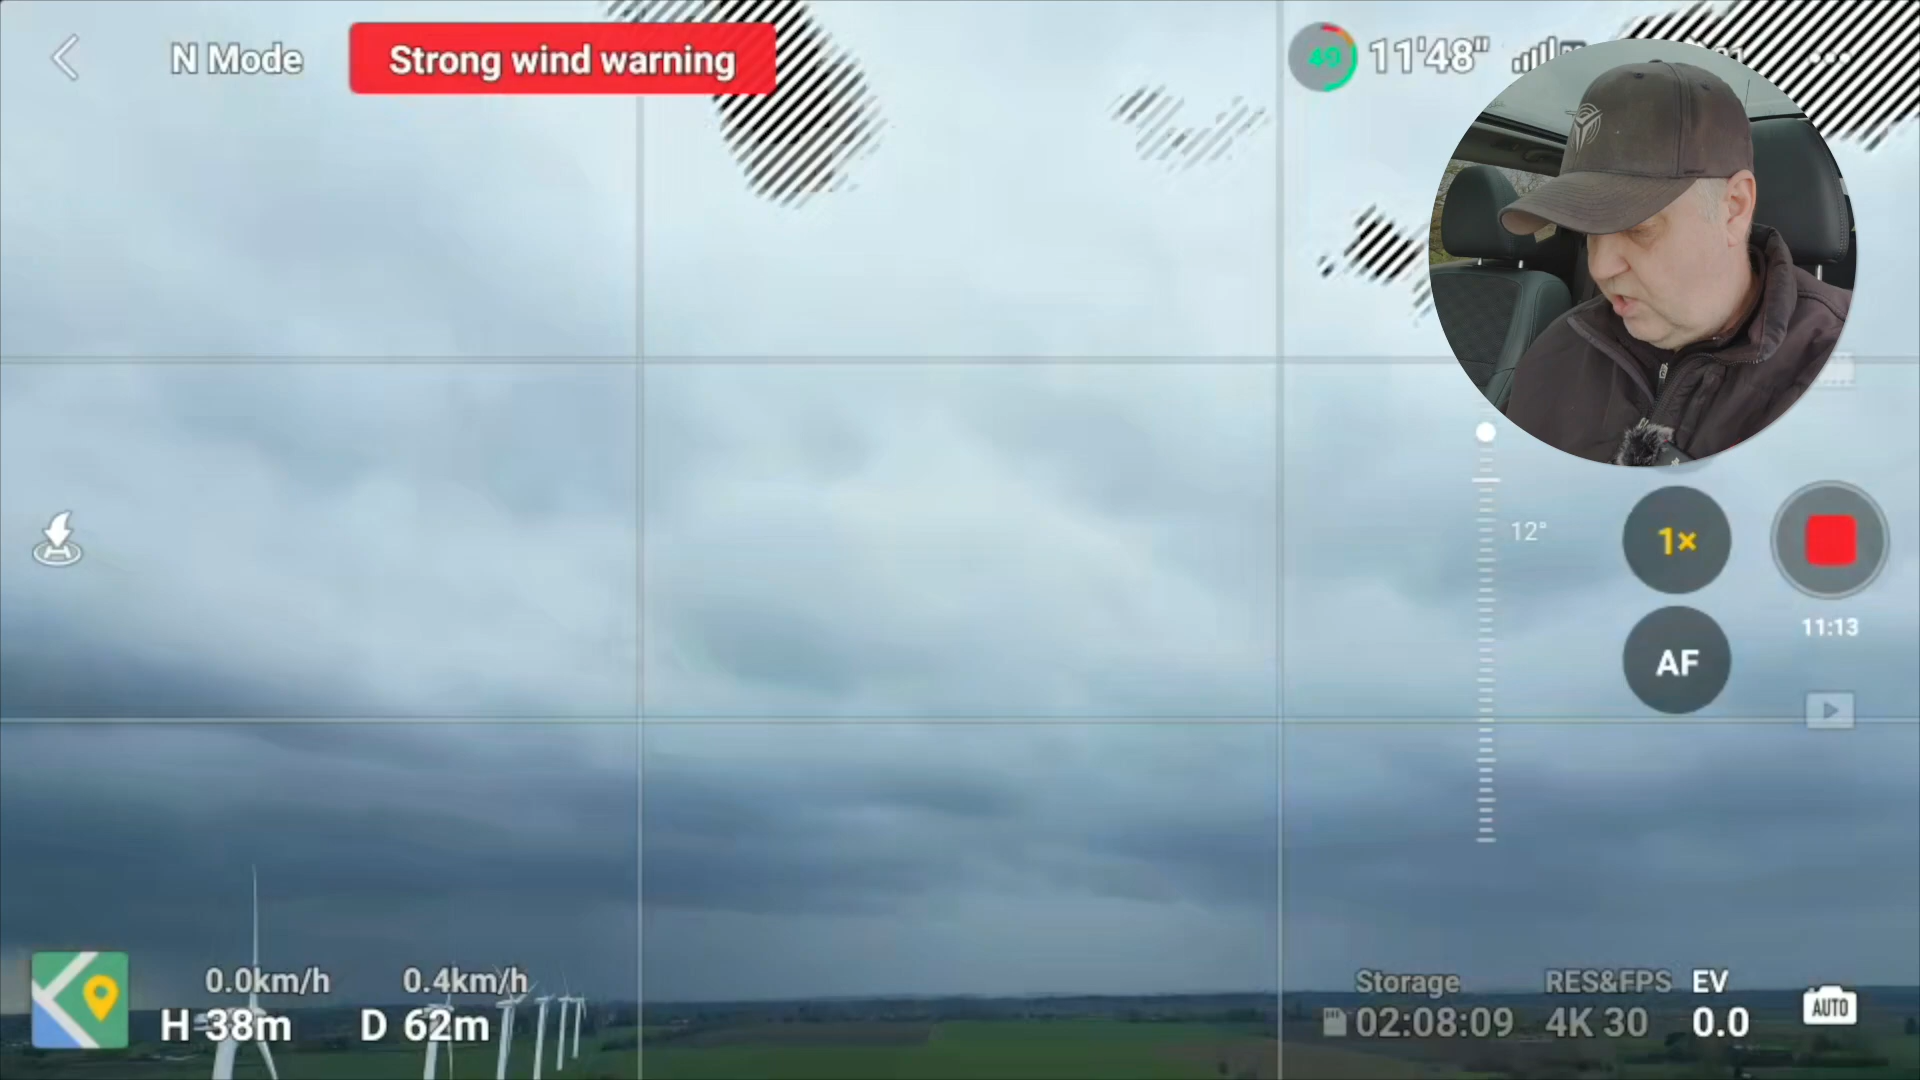 N Mode
Strong wind warning
49
11'48"
12°
1×
11:13
AF
0.0km/h
0.4km/h
H 38m
D 62m
Storage
RES&FPS
EV
02:08:09
4K 30
0.0
AUTO